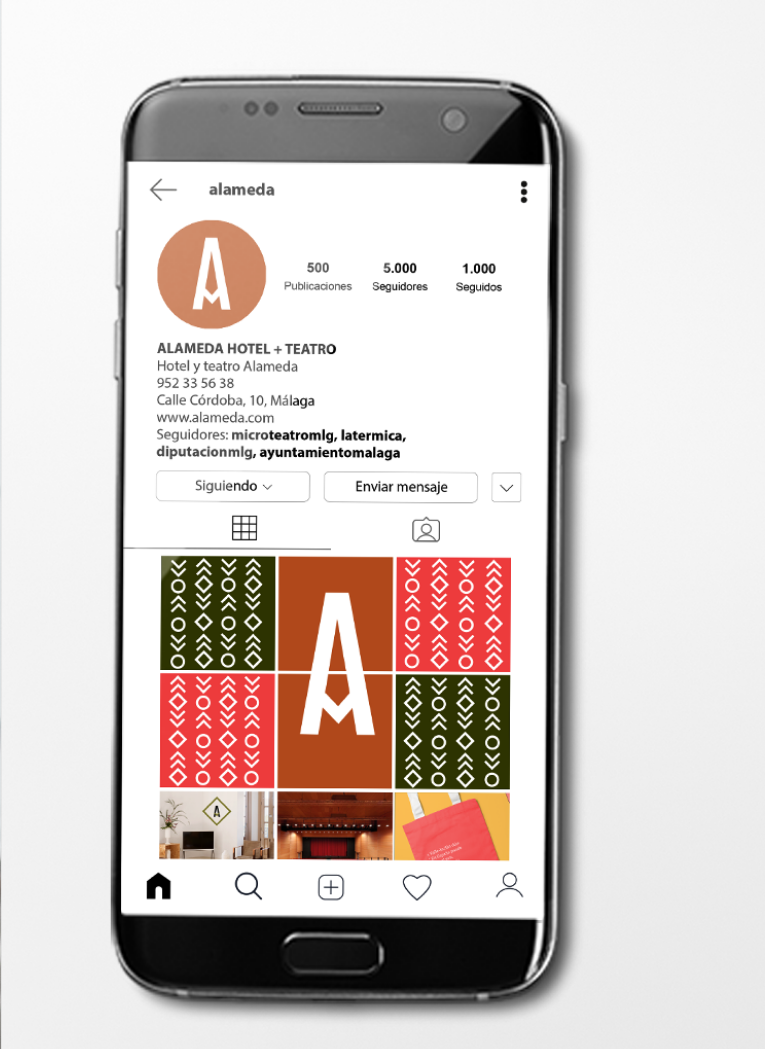 alameda
A
500 5.000 1.000
Publicaciones Seguidores Seguidos
ALAMEDA HOTEL + TEATRO
Hotel y teatro Alameda
952 33 56 38
Calle Córdoba, 10, Málaga
www.alameda.com
Seguidores: microteatromlg, latermica,
diputacionmlg, ayuntamientomalaga
Siguiendo Enviar mensaje
A
A